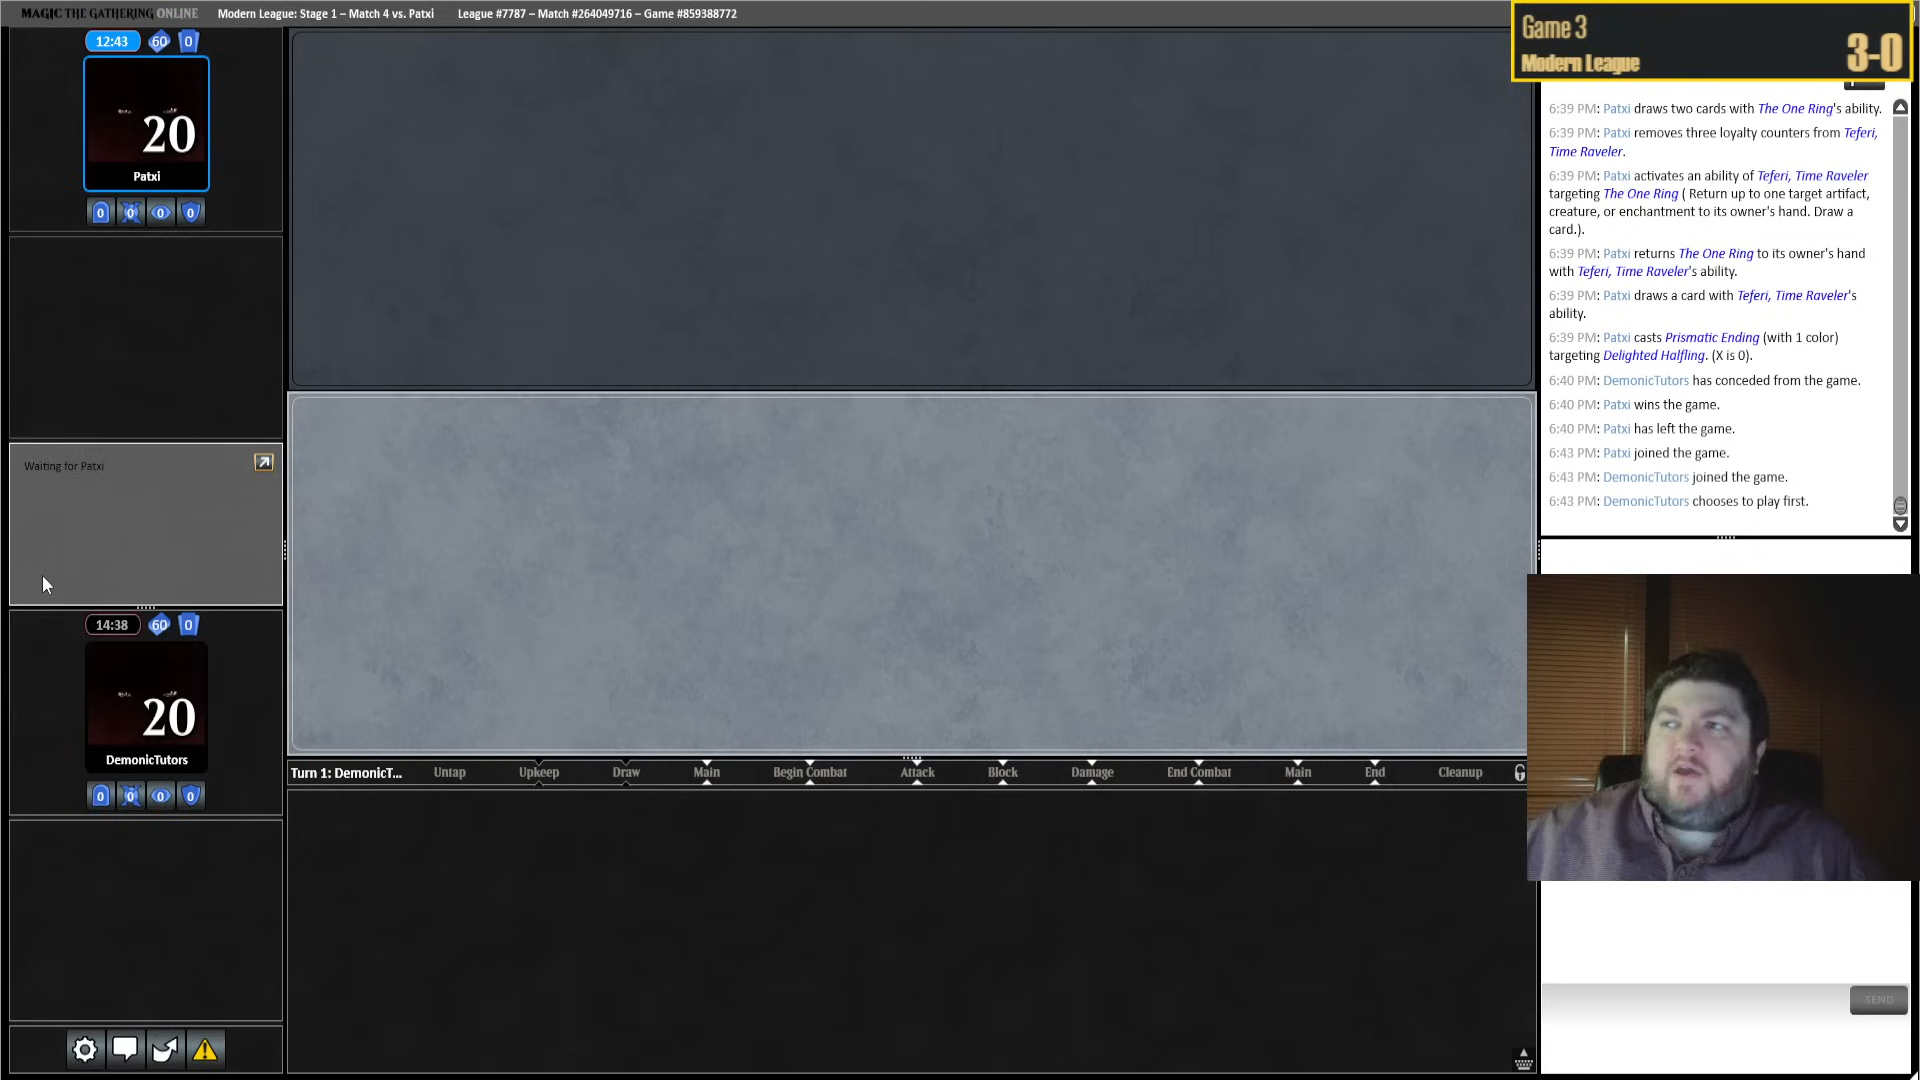 MAGIC THE GATHERING ONLINE
Modern League: Stage 1 – Match 4 vs. Patxi
League #7787 – Match #264049716 – Game #859388772
Game 3
Modern League
3-0
12:43
60
0
20
Patxi
0
0
0
0
Waiting for Patxi
14:38
60
0
20
DemonicTutors
0
0
0
0
Turn 1: DemonicT...
Untap
Upkeep
Draw
Main
Begin Combat
Attack
Block
Damage
End Combat
Main
End
Cleanup
6:39 PM: Patxi draws two cards with The One Ring's ability.
6:39 PM: Patxi removes three loyalty counters from Teferi,
Time Raveler.
6:39 PM: Patxi activates an ability of Teferi, Time Raveler
targeting The One Ring ( Return up to one target artifact,
creature, or enchantment to its owner's hand. Draw a
card.).
6:39 PM: Patxi returns The One Ring to its owner's hand
with Teferi, Time Raveler's ability.
6:39 PM: Patxi draws a card with Teferi, Time Raveler's
ability.
6:39 PM: Patxi casts Prismatic Ending (with 1 color)
targeting Delighted Halfling. (X is 0).
6:40 PM: DemonicTutors has conceded from the game.
6:40 PM: Patxi wins the game.
6:40 PM: Patxi has left the game.
6:43 PM: Patxi joined the game.
6:43 PM: DemonicTutors joined the game.
6:43 PM: DemonicTutors chooses to play first.
SEND